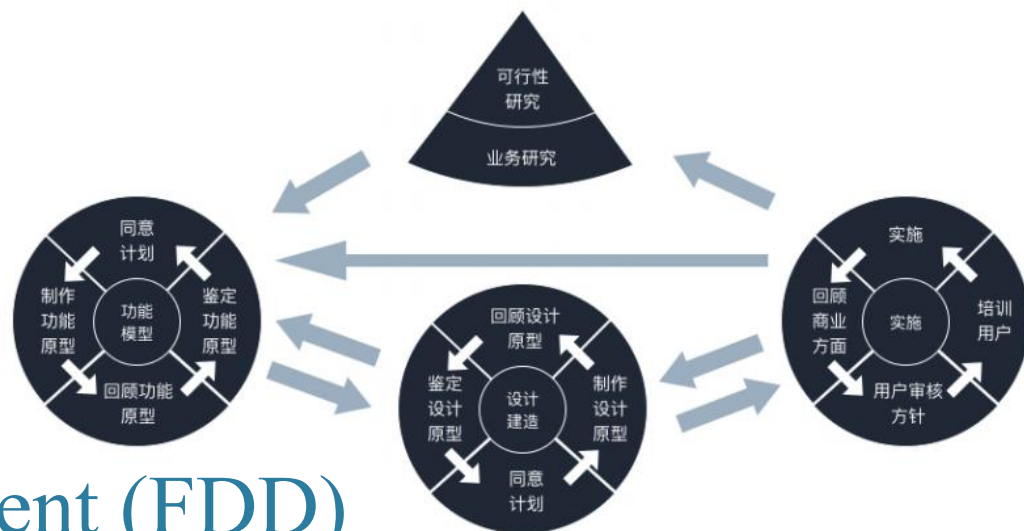 可行性
研究
业务研究
同意
计划
制作
功能
原型
功能
模型
鉴定
功能
原型
回顾功能
原型
回顾设计
原型
鉴定
设计
原型
设计
建造
制作
设计
原型
同意
计划
实施
回顾
商业
方面
实施
培训
用户
用户审核
方针
ent (FDD)